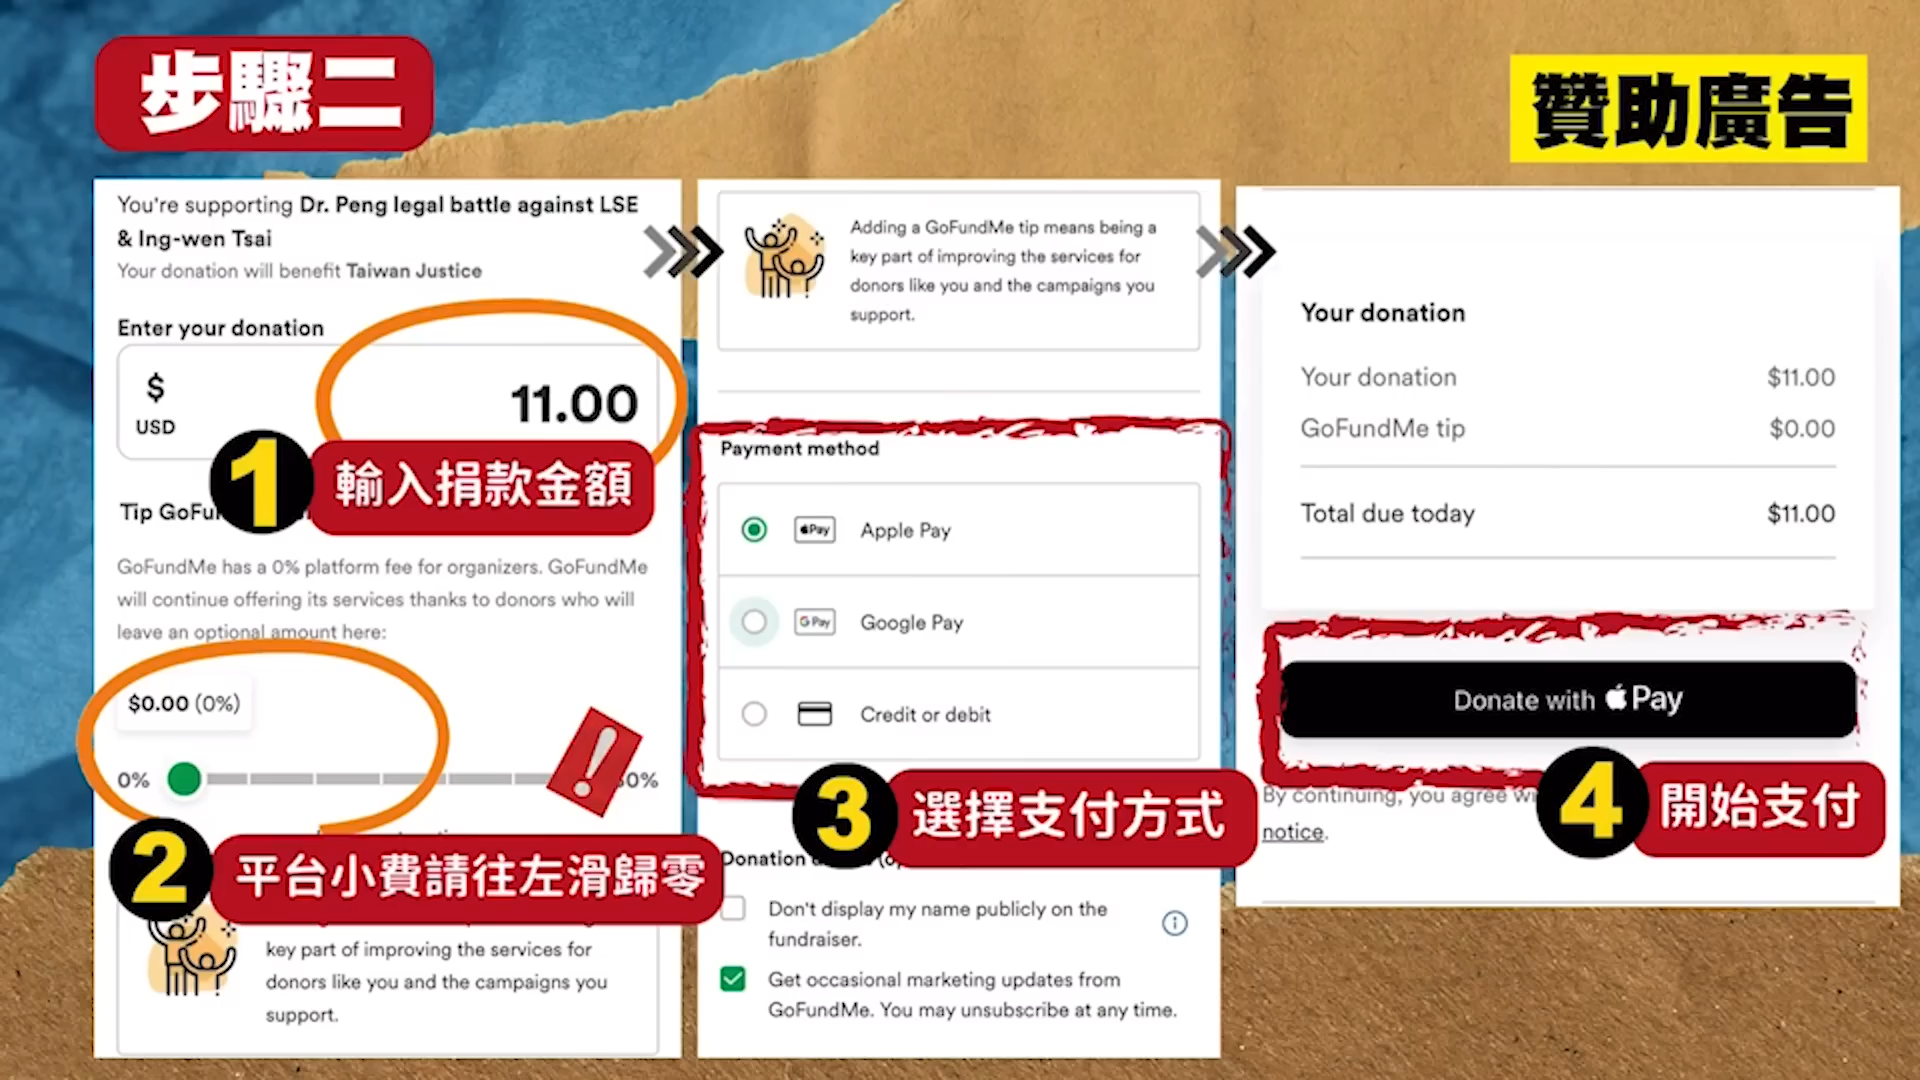 步驟二
贊助廣告
You're supporting Dr. Peng legal battle against LSE
& Ing-wen Tsai
Your donation will benefit Taiwan Justice
Enter your donation
$
USD
11.00
1
輸入捐款金額
Tip GoFu
GoFundMe has a 0% platform fee for organizers. GoFundMe
will continue offering its services thanks to donors who will
leave an optional amount here:
$0.00 (0%)
0%
0%
2
平台小費請往左滑歸零
key part of improving the services for
donors like you and the campaigns you
support.
Adding a GoFundMe tip means being a
key part of improving the services for
donors like you and the campaigns you
support.
Payment method
Pay
Apple Pay
G Pay
Google Pay
Credit or debit
3
選擇支付方式
Donation
Don't display my name publicly on the
fundraiser.
Get occasional marketing updates from
GoFundMe. You may unsubscribe at any time.
Your donation
Your donation $11.00
GoFundMe tip $0.00
Total due today $11.00
Donate with Pay
4
開始支付
By continuing, you agree
notice.